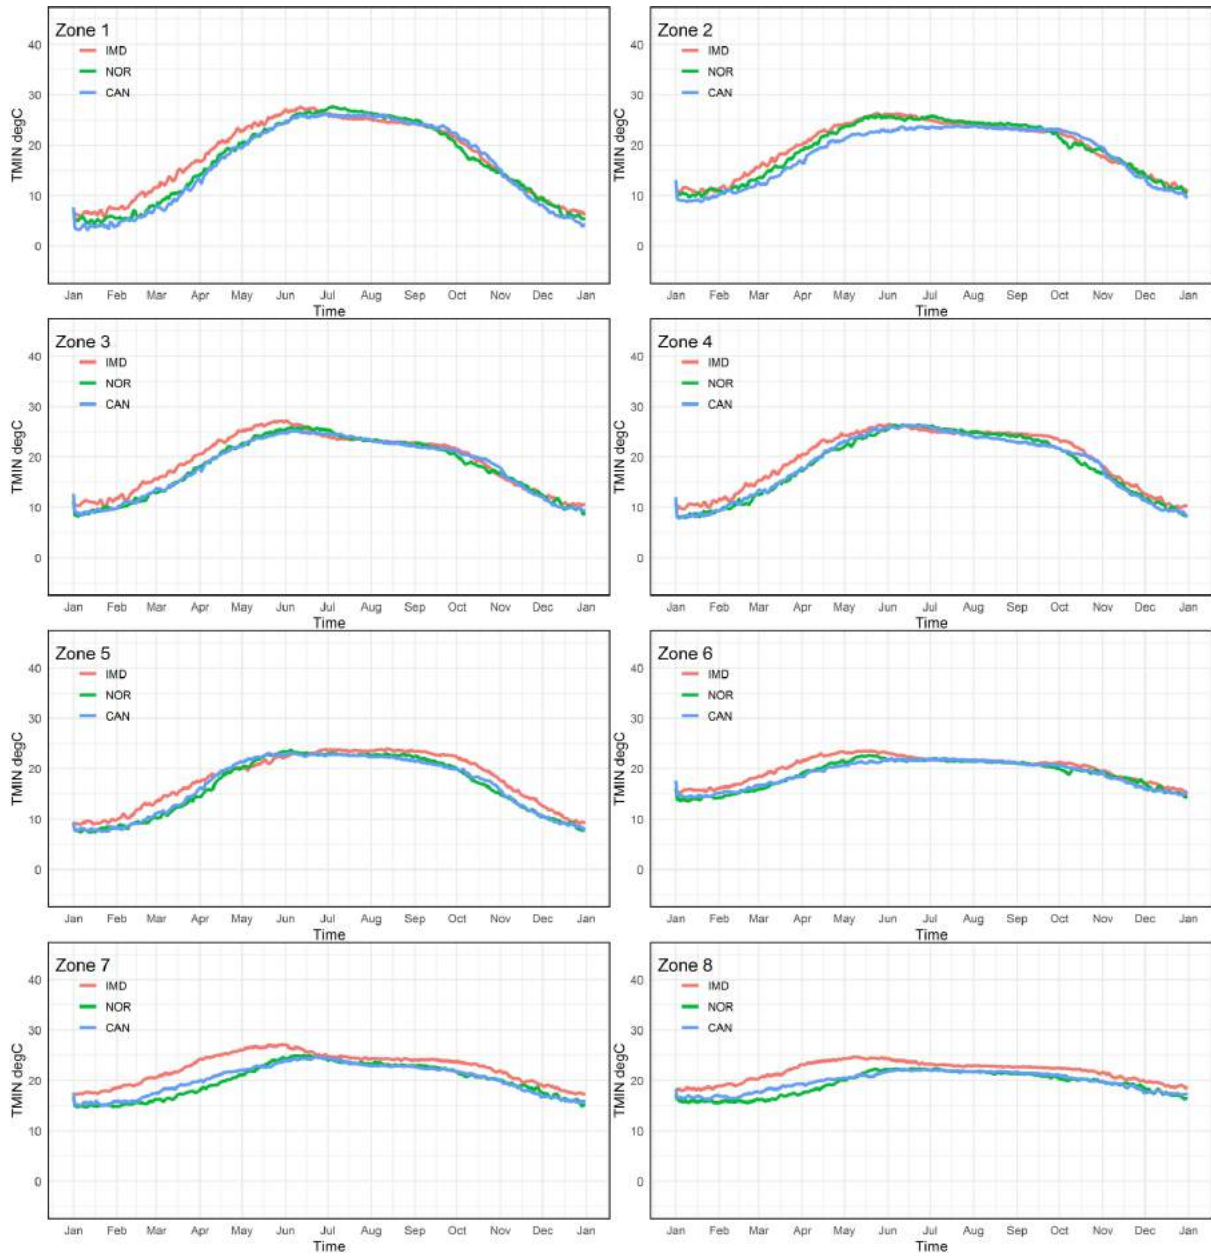 Zone 1
IMD
NOR
CAN
TMIN degC
40
30
20
10
0
Jan Feb Mar Apr May Jun Jul Aug Sep Oct Nov Dec Jan
Time
Zone 2
IMD
NOR
CAN
TMIN degC
40
30
20
10
0
Jan Feb Mar Apr May Jun Jul Aug Sep Oct Nov Dec Jan
Time
Zone 3
IMD
NOR
CAN
TMIN degC
40
30
20
10
0
Jan Feb Mar Apr May Jun Jul Aug Sep Oct Nov Dec Jan
Time
Zone 4
IMD
NOR
CAN
TMIN degC
40
30
20
10
0
Jan Feb Mar Apr May Jun Jul Aug Sep Oct Nov Dec Jan
Time
Zone 5
IMD
NOR
CAN
TMIN degC
40
30
20
10
0
Jan Feb Mar Apr May Jun Jul Aug Sep Oct Nov Dec Jan
Time
Zone 6
IMD
NOR
CAN
TMIN degC
40
30
20
10
0
Jan Feb Mar Apr May Jun Jul Aug Sep Oct Nov Dec Jan
Time
Zone 7
IMD
NOR
CAN
TMIN degC
40
30
20
10
0
Jan Feb Mar Apr May Jun Jul Aug Sep Oct Nov Dec Jan
Time
Zone 8
IMD
NOR
CAN
TMIN degC
40
30
20
10
0
Jan Feb Mar Apr May Jun Jul Aug Sep Oct Nov Dec Jan
Time